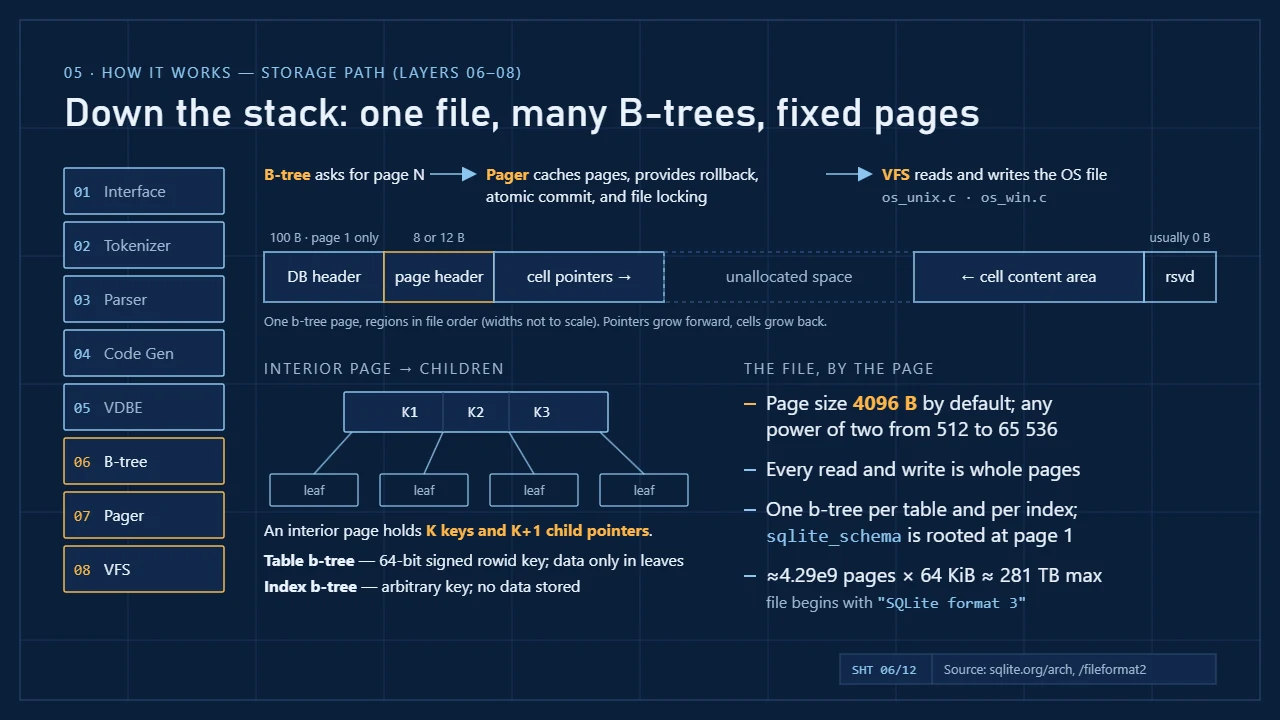 05 · HOW IT WORKS — STORAGE PATH (LAYERS 06–08)
Down the stack: one file, many B-trees, fixed pages
01 Interface
02 Tokenizer
03 Parser
04 Code Gen
05 VDBE
06 B-tree
07 Pager
08 VFS
B-tree asks for page N
Pager caches pages, provides rollback,
atomic commit, and file locking
VFS reads and writes the OS file
os_unix.c · os_win.c
100 B · page 1 only
8 or 12 B
usually 0 B
DB header
page header
cell pointers →
unallocated space
← cell content area
rsvd
One b-tree page, regions in file order (widths not to scale). Pointers grow forward, cells grow back.
INTERIOR PAGE → CHILDREN
K1
K2
K3
leaf
leaf
leaf
leaf
An interior page holds K keys and K+1 child pointers.
Table b-tree — 64-bit signed rowid key; data only in leaves
Index b-tree — arbitrary key; no data stored
THE FILE, BY THE PAGE
– Page size 4096 B by default; any
power of two from 512 to 65 536
– Every read and write is whole pages
– One b-tree per table and per index;
sqlite_schema is rooted at page 1
– ≈4.29e9 pages × 64 KiB ≈ 281 TB max
file begins with "SQLite format 3"
SHT 06/12
Source: sqlite.org/arch, /fileformat2